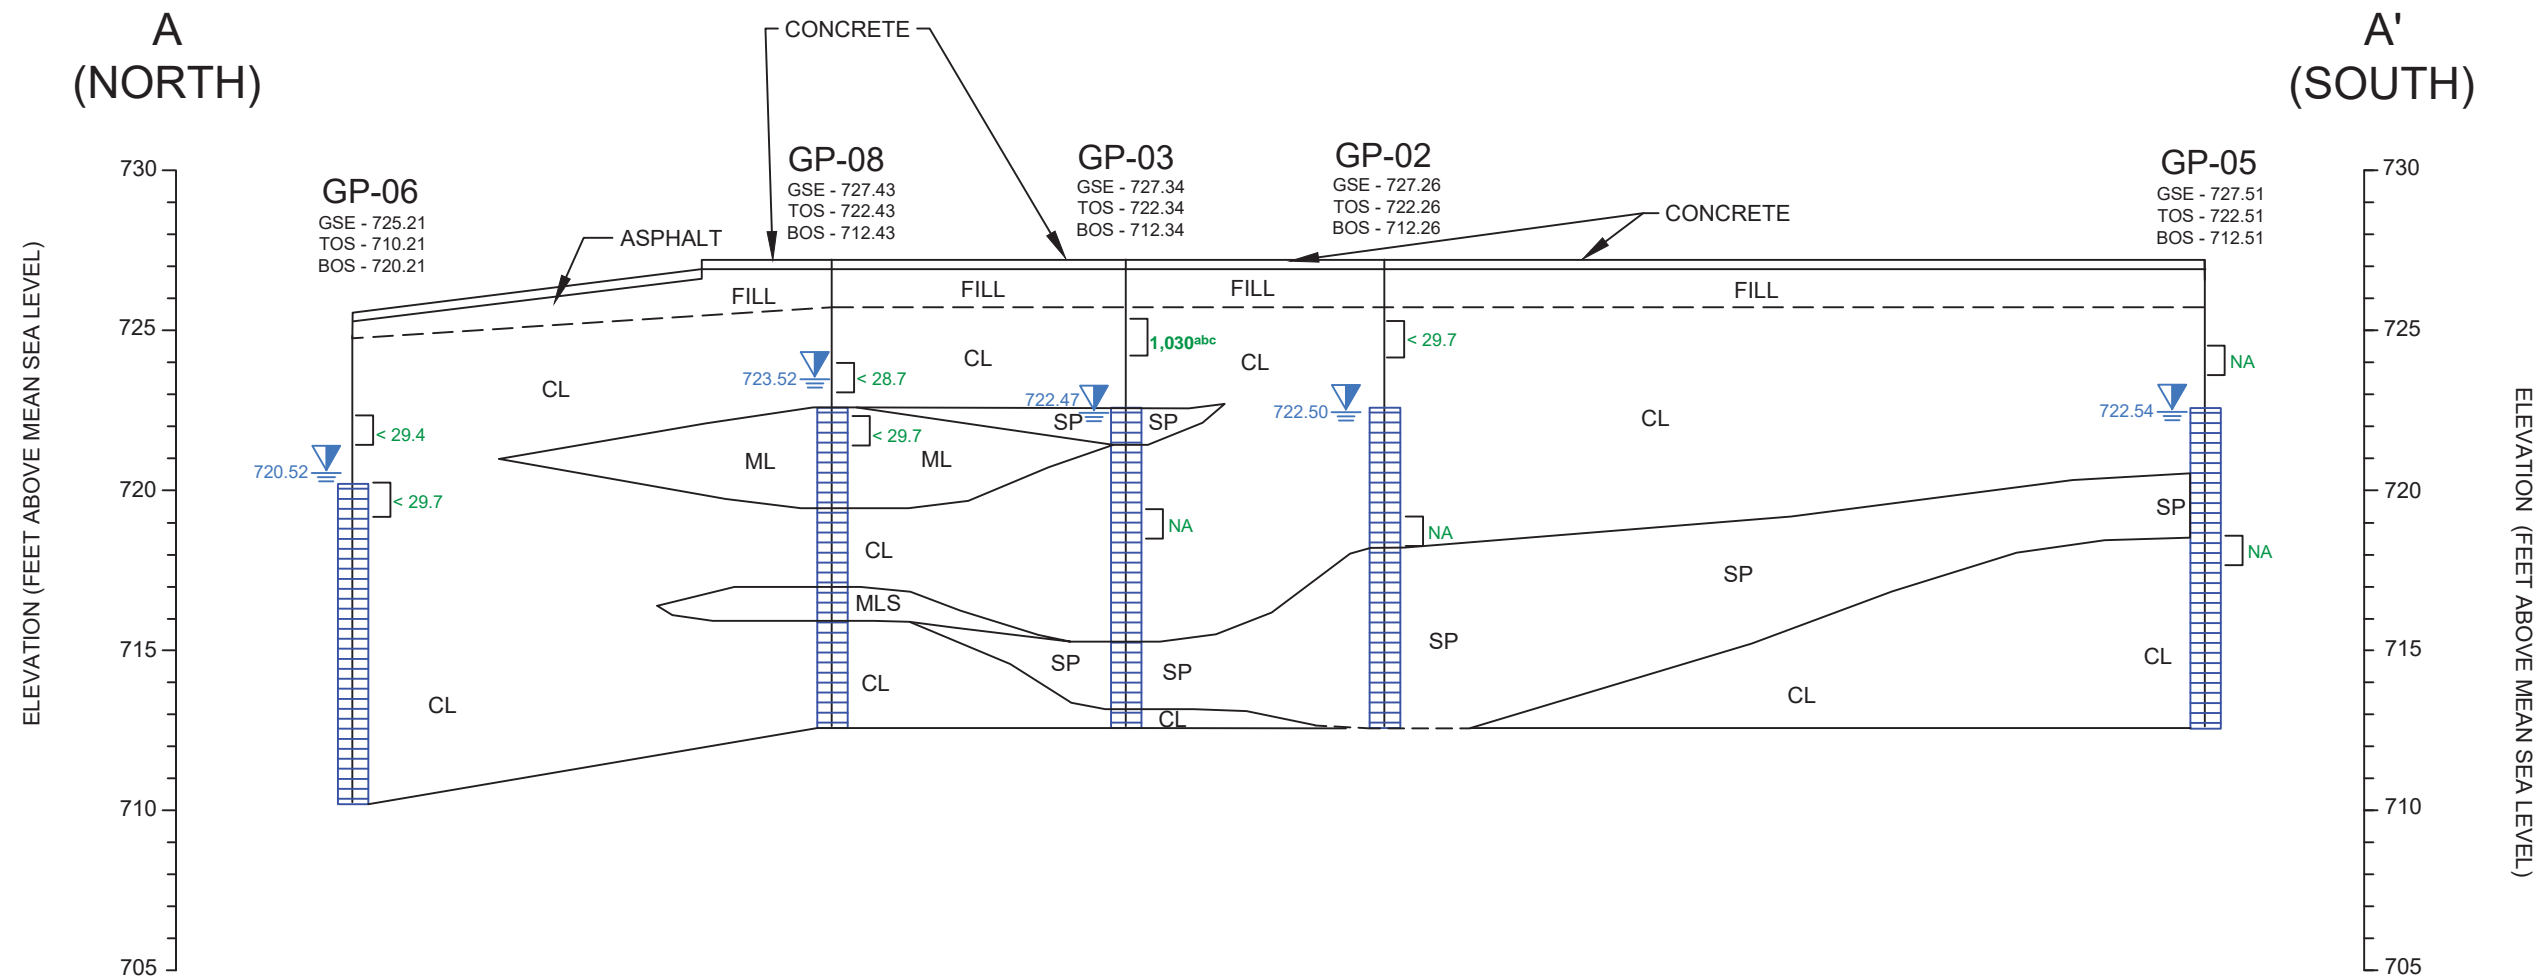 A
(NORTH)
A'
(SOUTH)
CONCRETE
GP-06
GSE - 725.21
TOS - 710.21
BOS - 720.21
ASPHALT
GP-08
GSE - 727.43
TOS - 722.43
BOS - 712.43
GP-03
GSE - 727.34
TOS - 722.34
BOS - 712.34
GP-02
GSE - 727.26
TOS - 722.26
BOS - 712.26
CONCRETE
GP-05
GSE - 727.51
TOS - 722.51
BOS - 712.51
ELEVATION (FEET ABOVE MEAN SEA LEVEL)
730
725
720
715
710
705
FILL
FILL
FILL
FILL
CL
CL
CL
CL
723.52
< 28.7
1,030abc
< 29.7
NA
722.47
722.50
722.54
SP
SP
< 29.4
< 29.7
720.52
< 29.7
ML
ML
NA
NA
NA
SP
CL
MLS
SP
SP
SP
SP
CL
CL
CL
CL
CL
730
725
720
715
710
705
ELEVATION (FEET ABOVE MEAN SEA LEVEL)